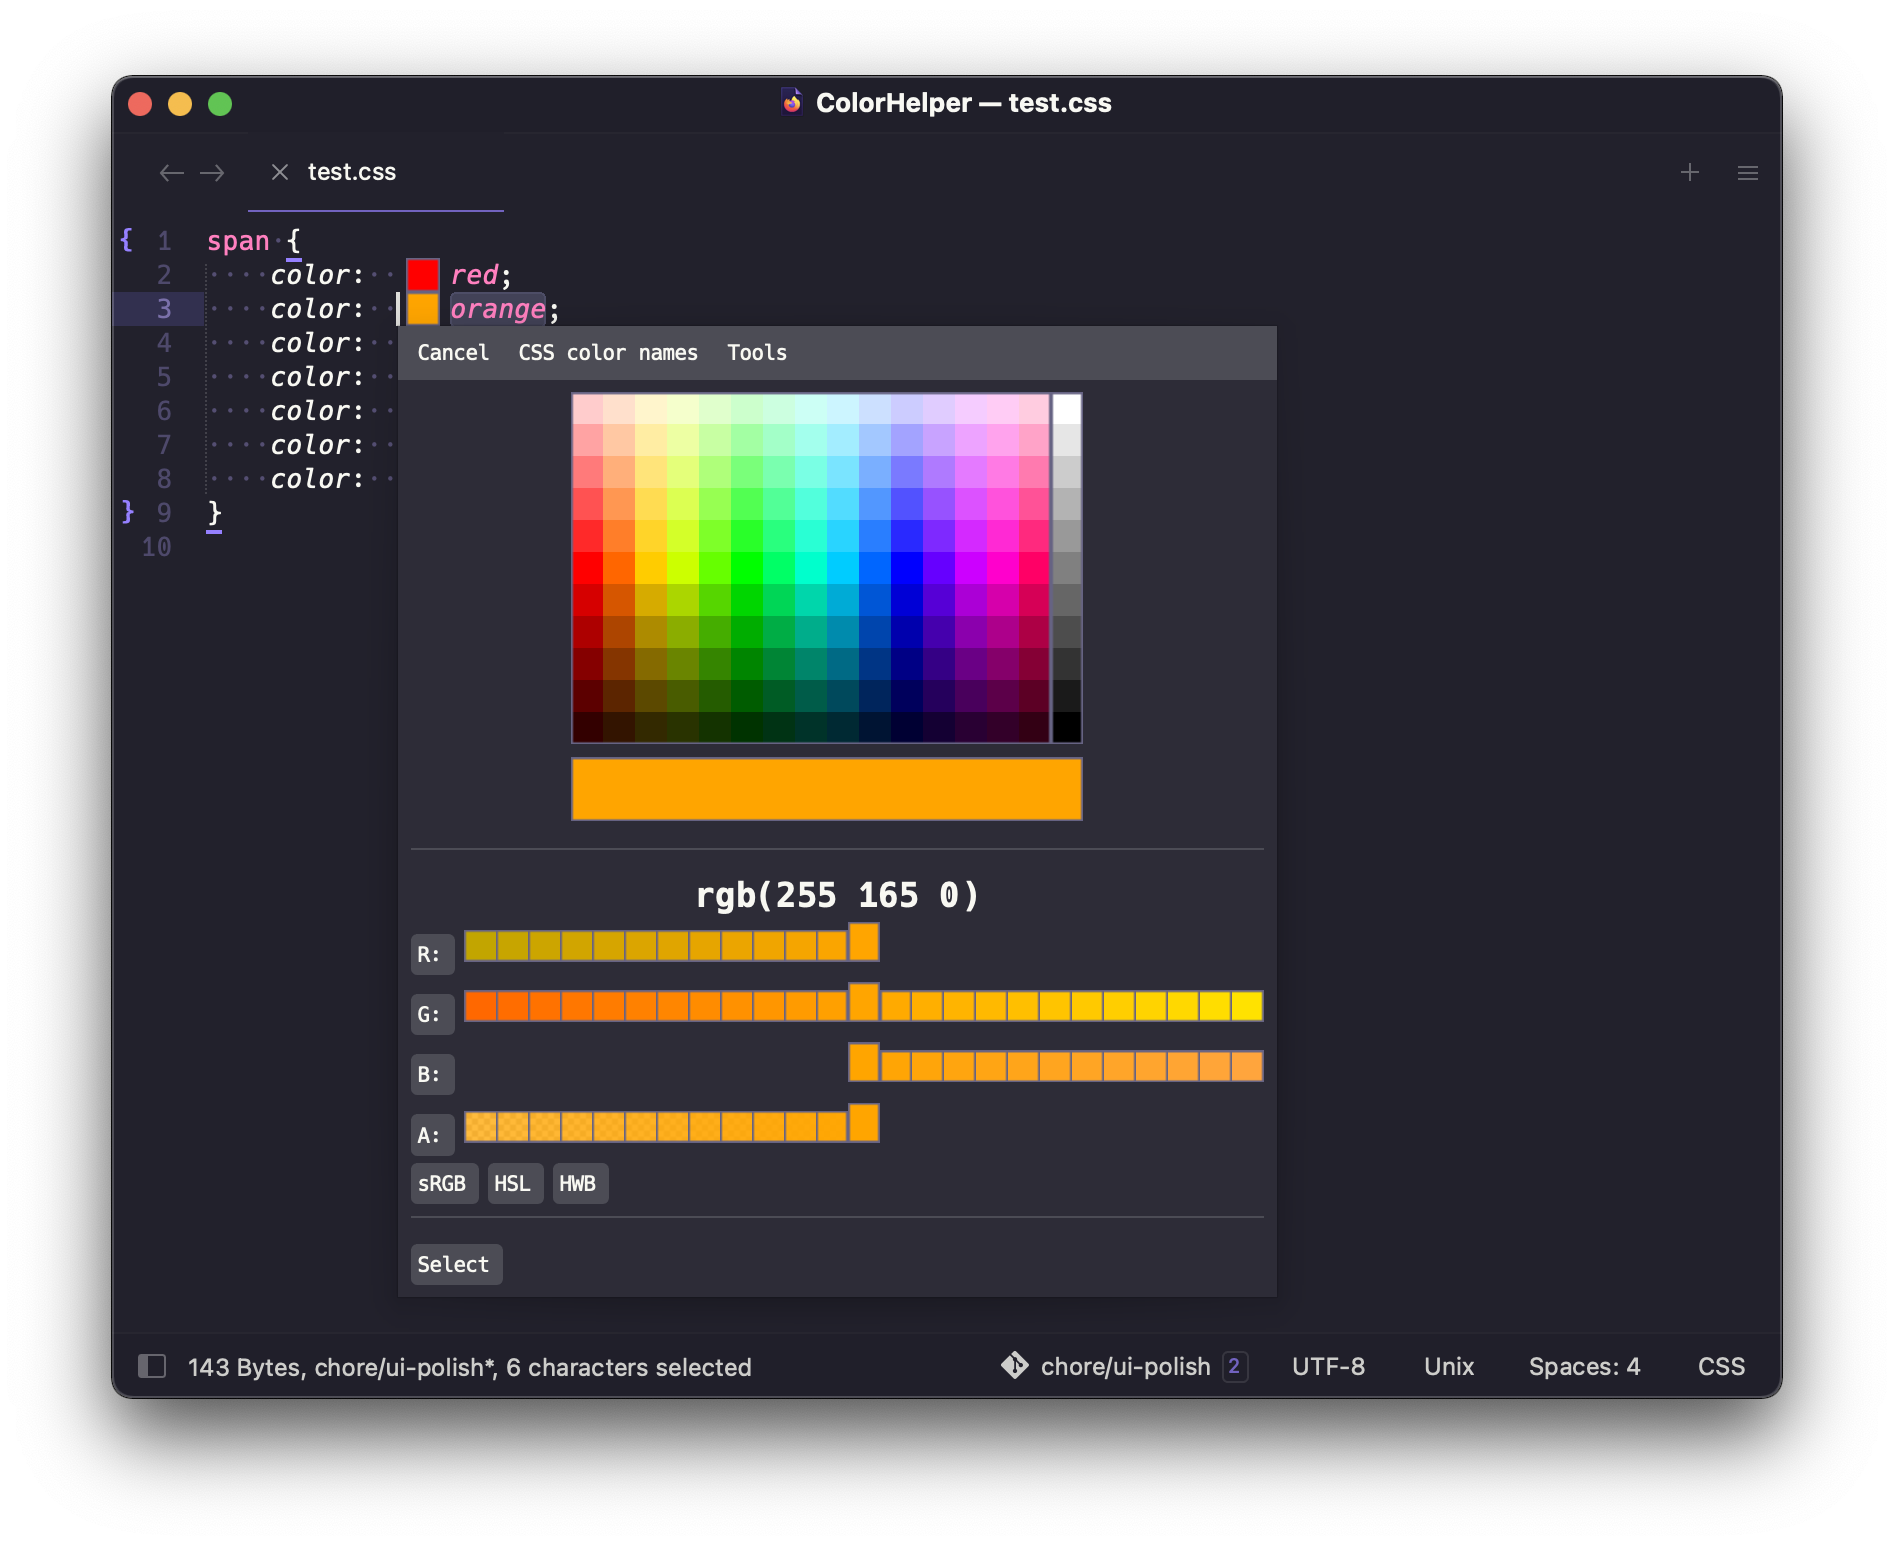 ColorHelper — test.css
test.css
{ 1 span {
2 color: red;
3 color: orange;
4 color:
5 color:
6 color:
7 color:
8 color:
} 9 }
10
Cancel CSS color names Tools
rgb(255 165 0)
R:
G:
B:
A:
sRGB HSL HWB
Select
143 Bytes, chore/ui-polish*, 6 characters selected chore/ui-polish 2 UTF-8 Unix Spaces: 4 CSS